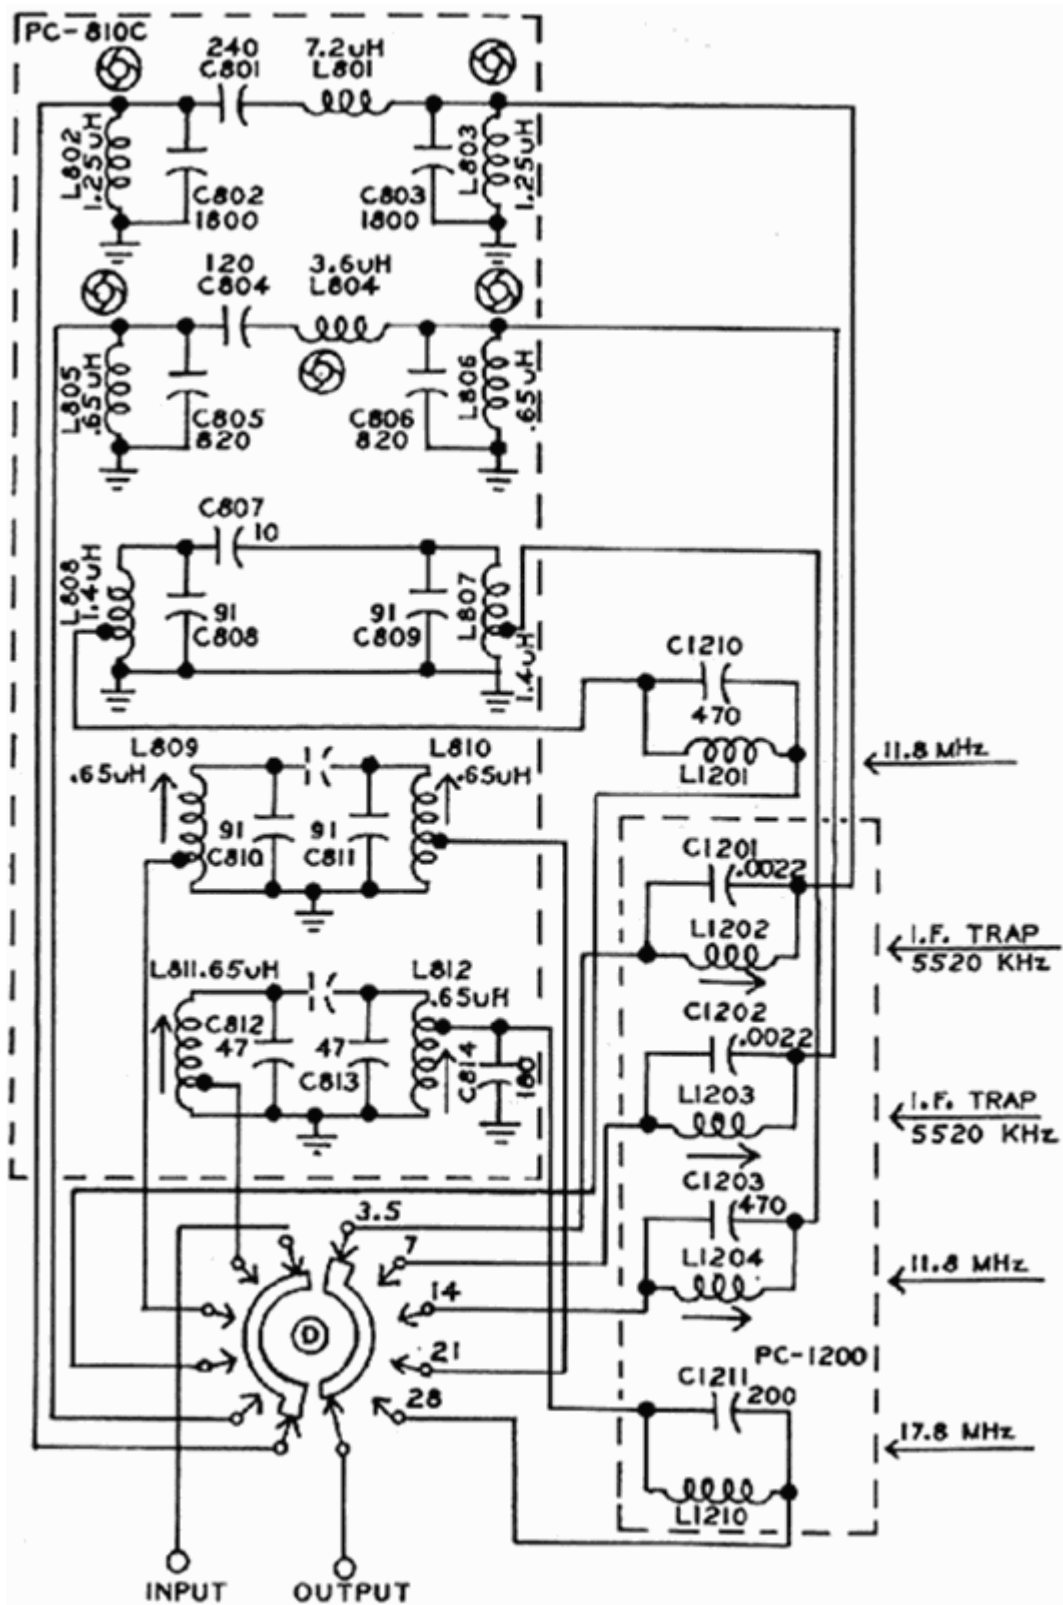 PC-810C
240
C801
7.2uH
L801
L802
1.25uH
C802
1800
C803
1800
L803
1.25uH
120
C804
3.6uH
L804
L805
.65uH
C805
820
C806
820
L806
.65uH
C807
10
L808
1.4uH
91
C808
91
C809
L807
1.4uH
C1210
470
L1201
11.8 MHz
L809
.65uH
L810
.65uH
91
C810
91
C811
C1201
.0022
L1202
I.F. TRAP
5520 KHz
L811 .65uH
L812
.65uH
C812
47
47
C813
C814
180
C1202
.0022
L1203
I.F. TRAP
5520 KHz
C1203
470
L1204
11.8 MHz
3.5
7
14
21
28
D
PC-1200
C1211
200
L1210
17.8 MHz
INPUT
OUTPUT